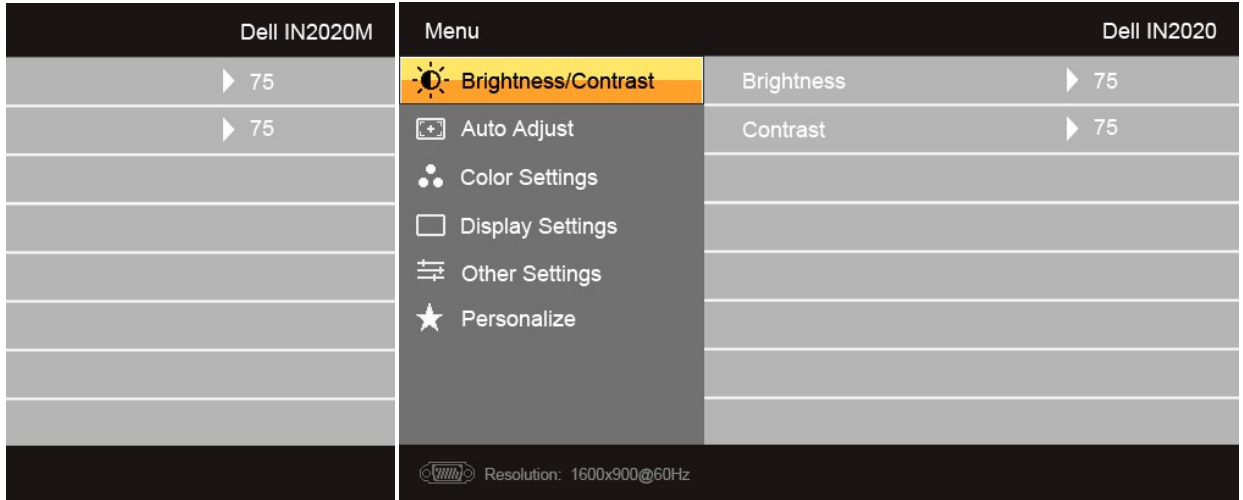 Dell IN2020M
75
75
Menu
Dell IN2020
Brightness/Contrast
Brightness
75
Auto Adjust
Contrast
75
Color Settings
Display Settings
Other Settings
Personalize
Resolution: 1600x900@60Hz